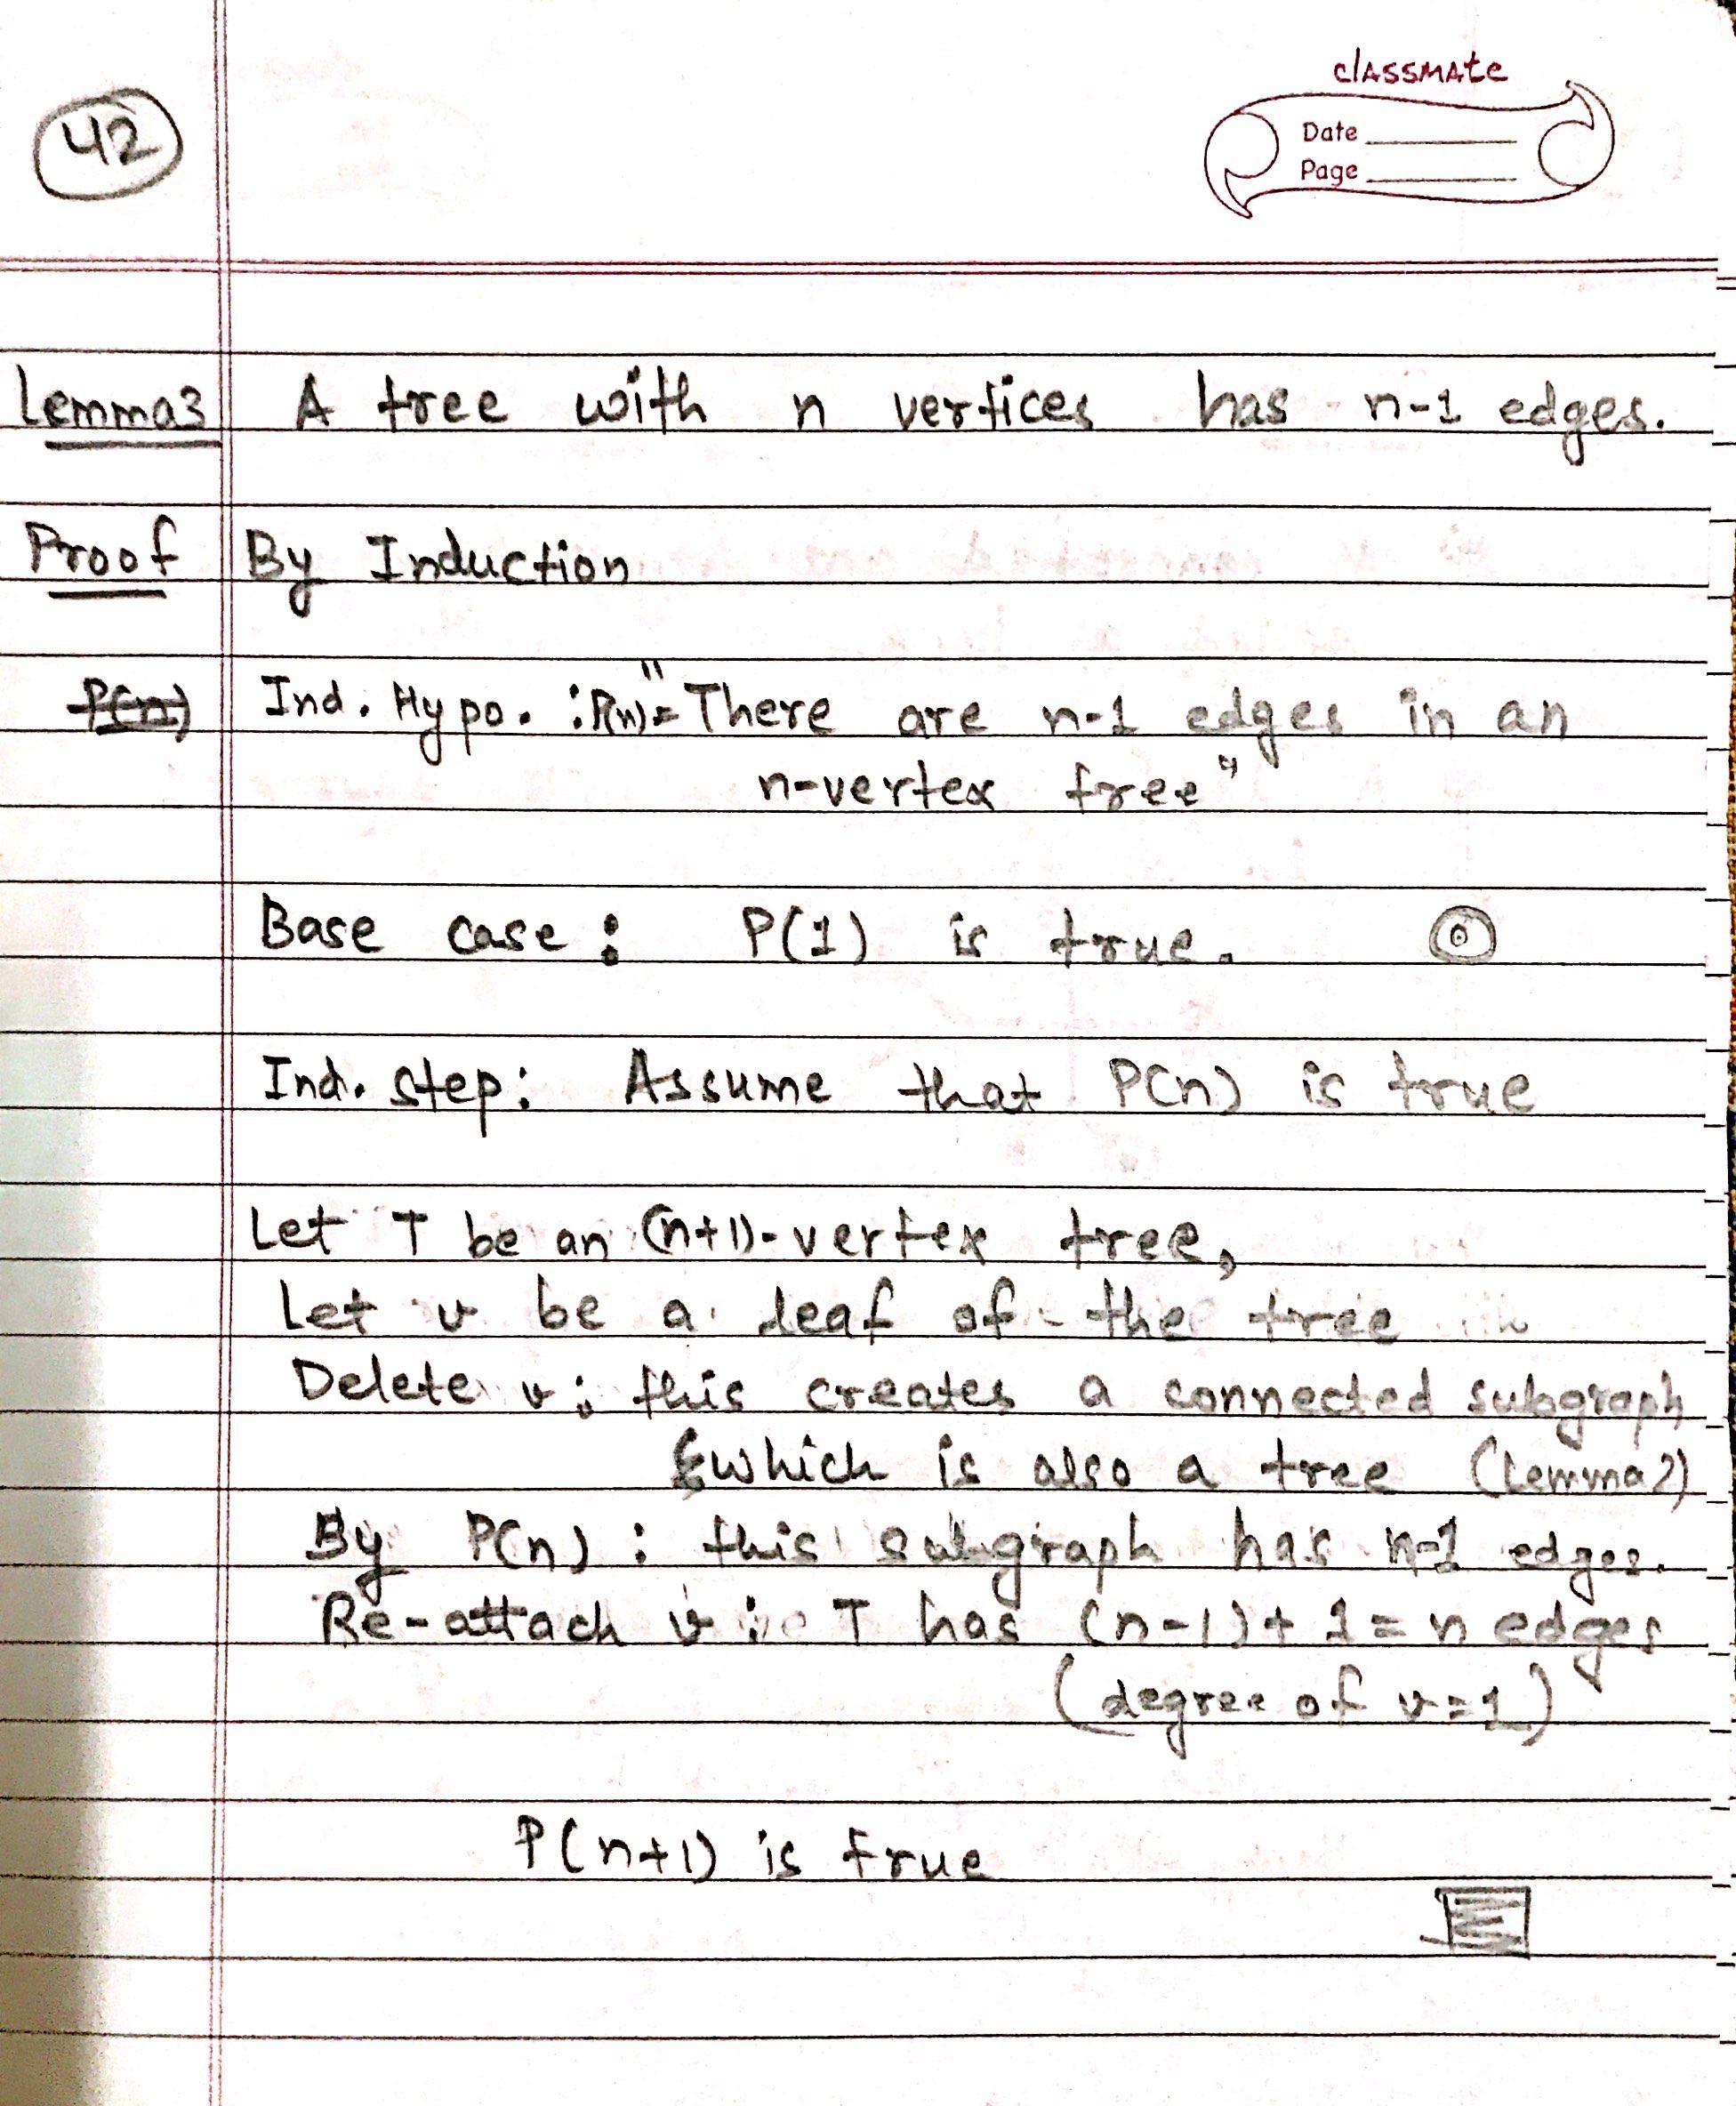 42
classmate
Date
Page
Lemma3 A tree with n vertices has n-1 edges.
Proof By Induction
P(n) Ind. Hypo. : P(n) = "There are n-1 edges in an
n-vertex tree"
Base case : P(1) is true.
Ind. step: Assume that P(n) is true
Let T be an (n+1)-vertex tree,
Let v be a leaf of the tree
Delete v : this creates a connected subgraph
which is also a tree (Lemma 2)
By P(n) : this subgraph has n-1 edges.
Re-attach v : T has (n-1)+1 = n edges
(degree of v=1)
P(n+1) is true